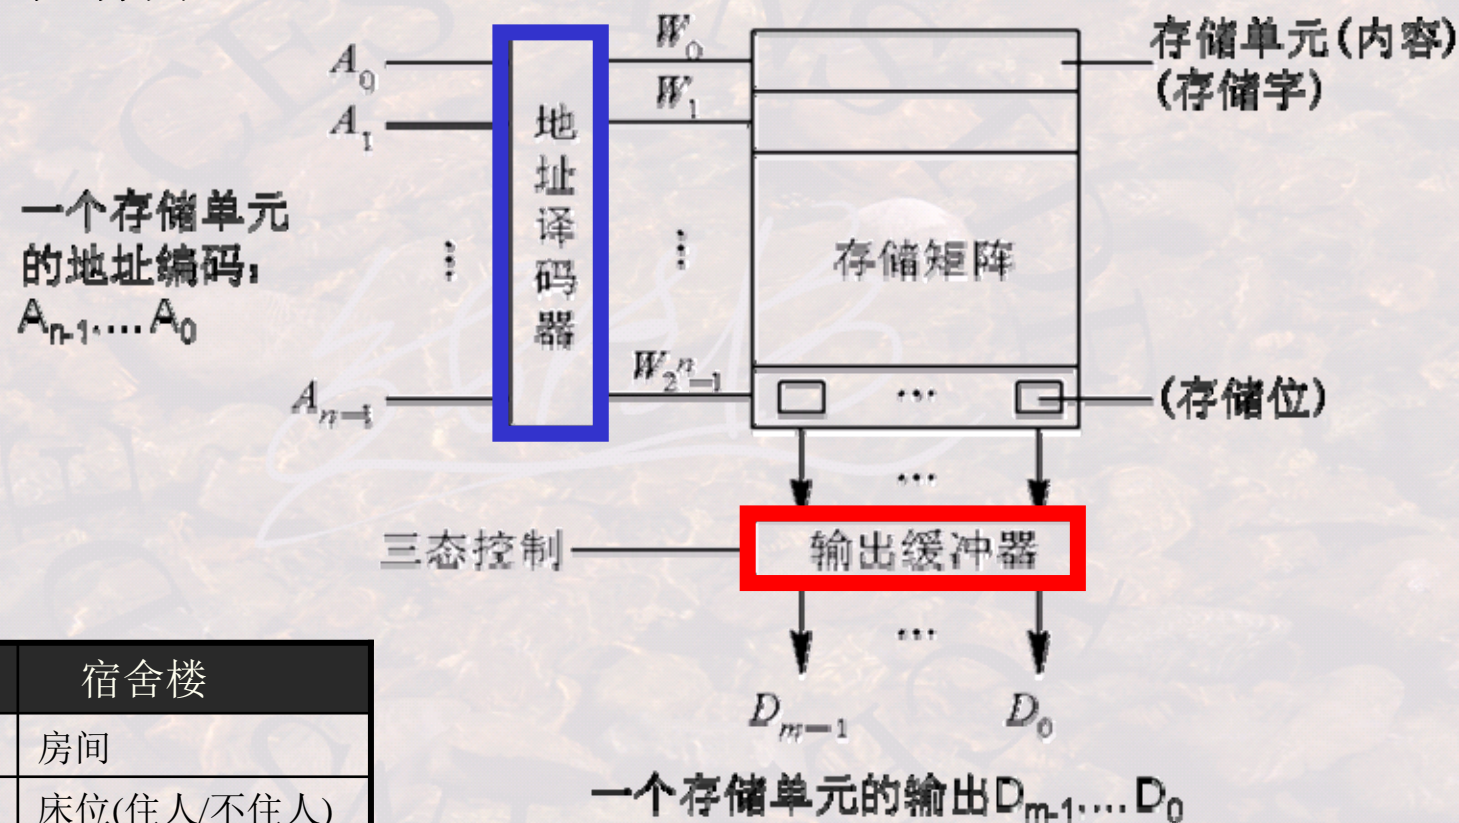 W₀
存储单元(内容)
(存储字)
A₀
W₁
A₁
地址译码器
一个存储单元
的地址编码:
Aₙ₋₁....A₀
⋮
⋮
存储矩阵
W₂ⁿ₋₁
Aₙ₋₁
...
(存储位)
...
三态控制
输出缓冲器
...
宿舍楼
房间
床位(住人/不住人)
Dₘ₋₁
D₀
一个存储单元的输出Dₘ₋₁....D₀